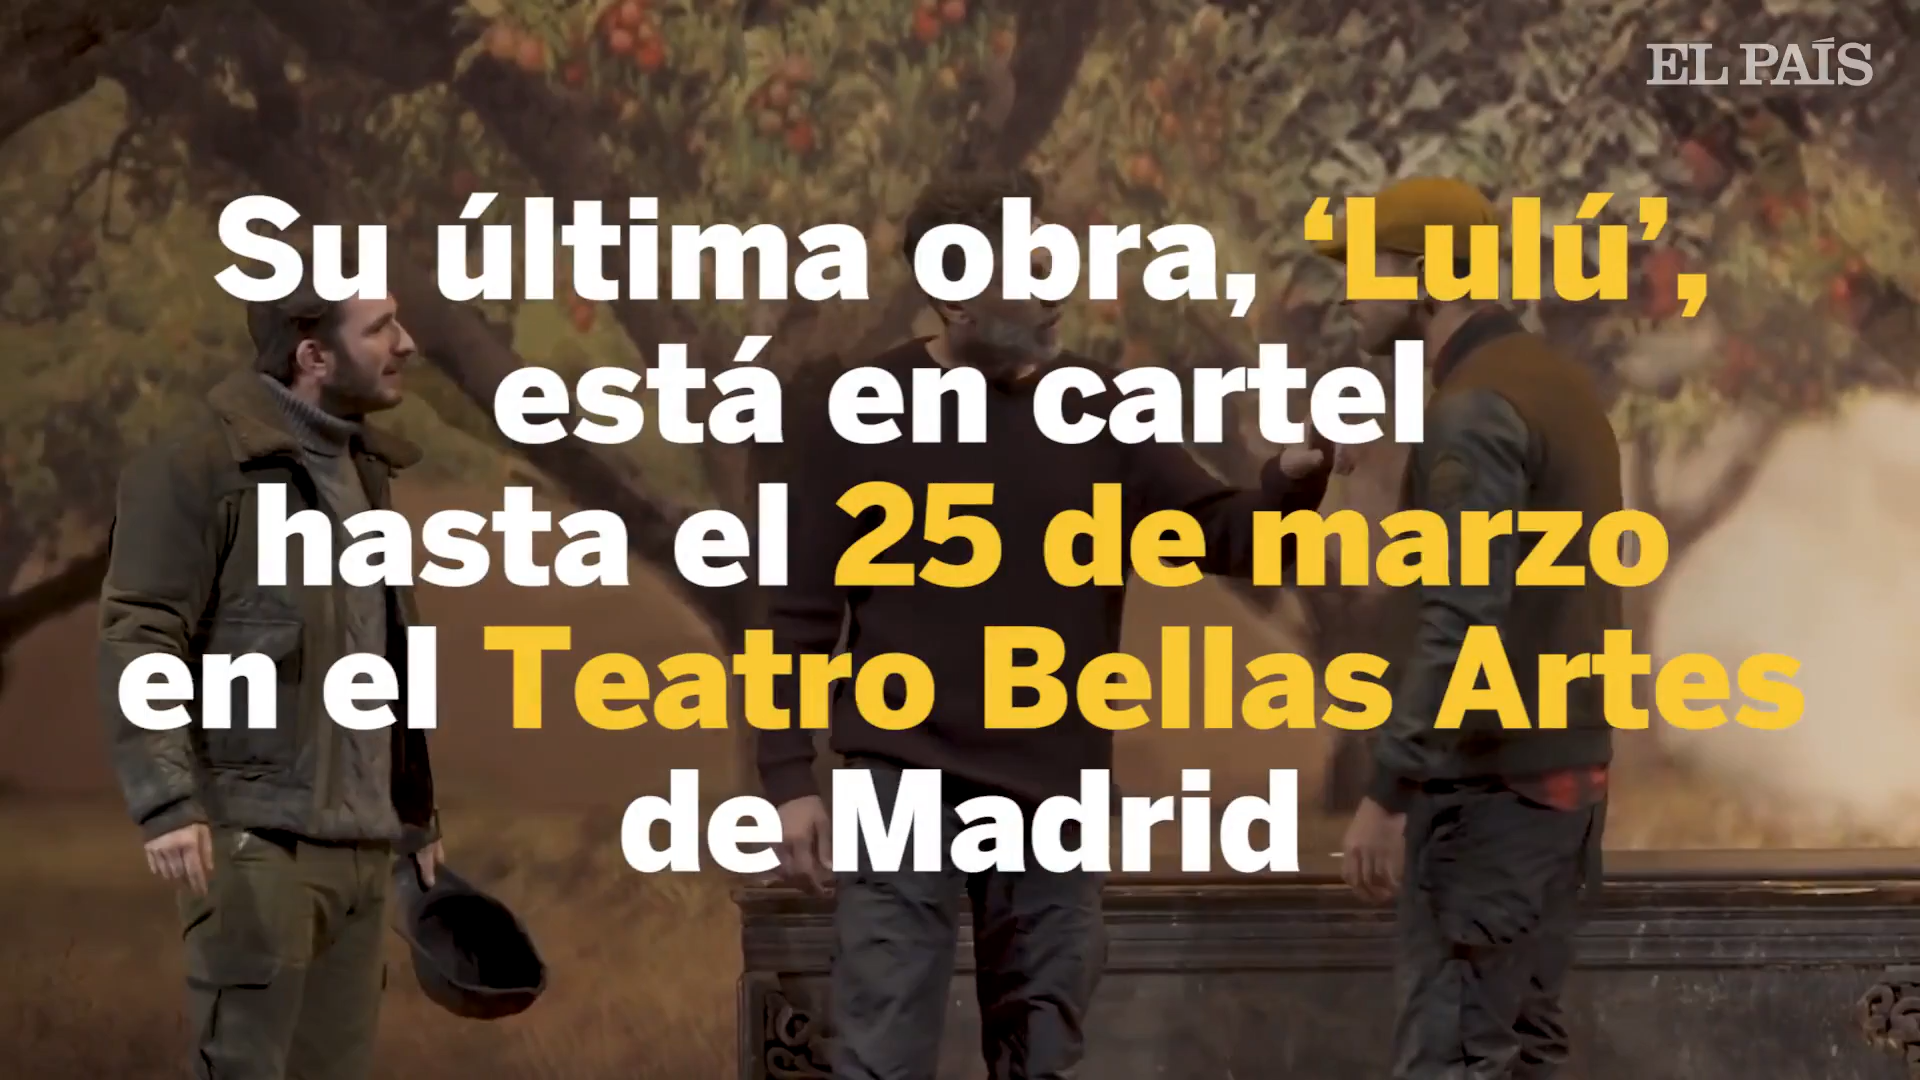 EL PAÍS
Su última obra, ‘Lulú’,
está en cartel
hasta el 25 de marzo
en el Teatro Bellas Artes
de Madrid